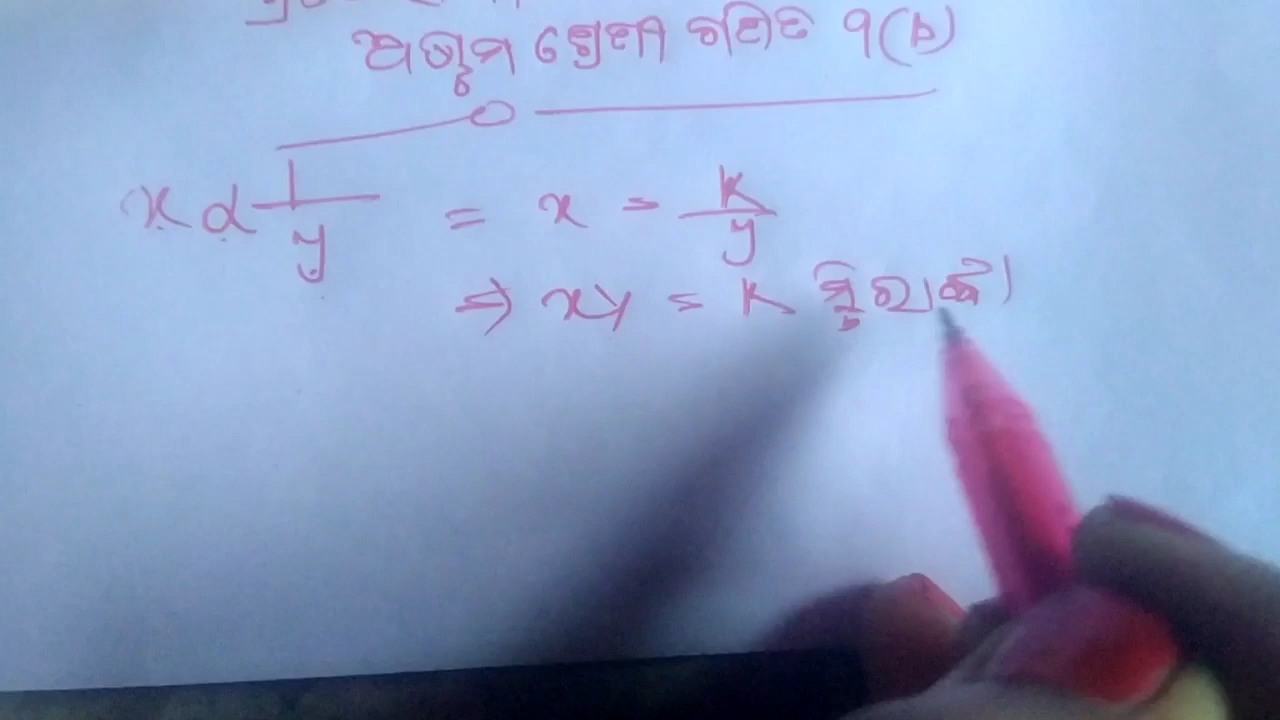 ଅଷ୍ଟମ ଶ୍ରେଣୀ ଗଣିତ ୨(b)
x α 1/y = x = K/y
⇒ xy = K ସ୍ଥିରାଙ୍କ।